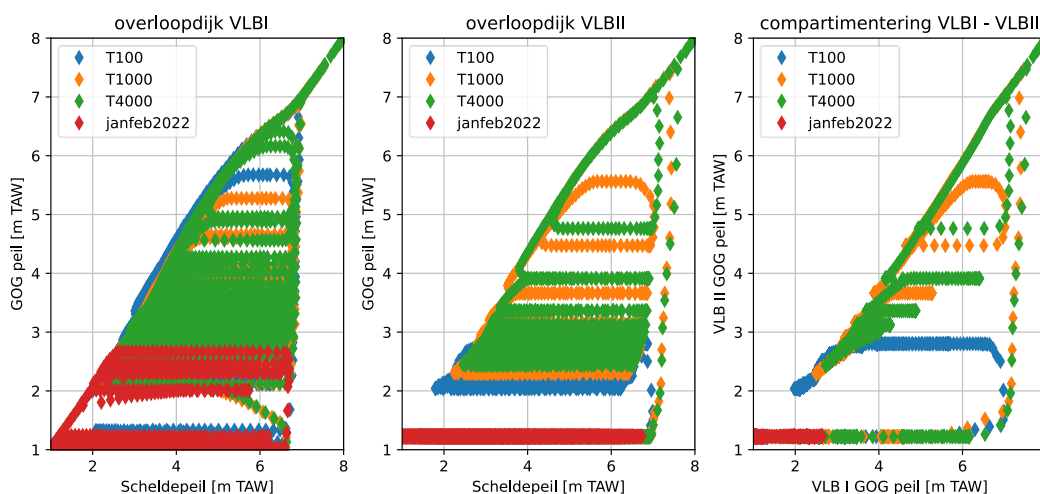 overloopdijk VLBI
8
7
6
5
4
3
2
1
GOG peil [m TAW]
T100
T1000
T4000
janfeb2022
2 4 6 8
Scheldepeil [m TAW]
overloopdijk VLBII
8
7
6
5
4
3
2
1
GOG peil [m TAW]
T100
T1000
T4000
janfeb2022
2 4 6 8
Scheldepeil [m TAW]
compartimentering VLBI - VLBII
8
7
6
5
4
3
2
1
VLB II GOG peil [m TAW]
T100
T1000
T4000
janfeb2022
2 4 6
VLB I GOG peil [m TAW]